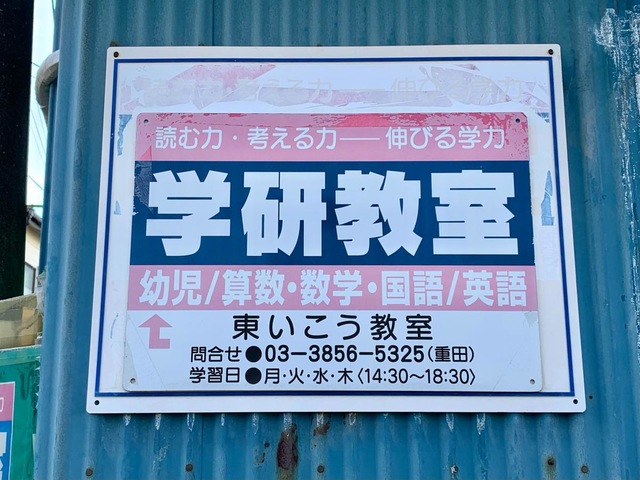 読む力・考える力──伸びる学力
学研教室
幼児/算数・数学・国語/英語
東いこう教室
問合せ●03-3856-5325(重田)
学習日●月・火・水・木〈14:30〜18:30〉